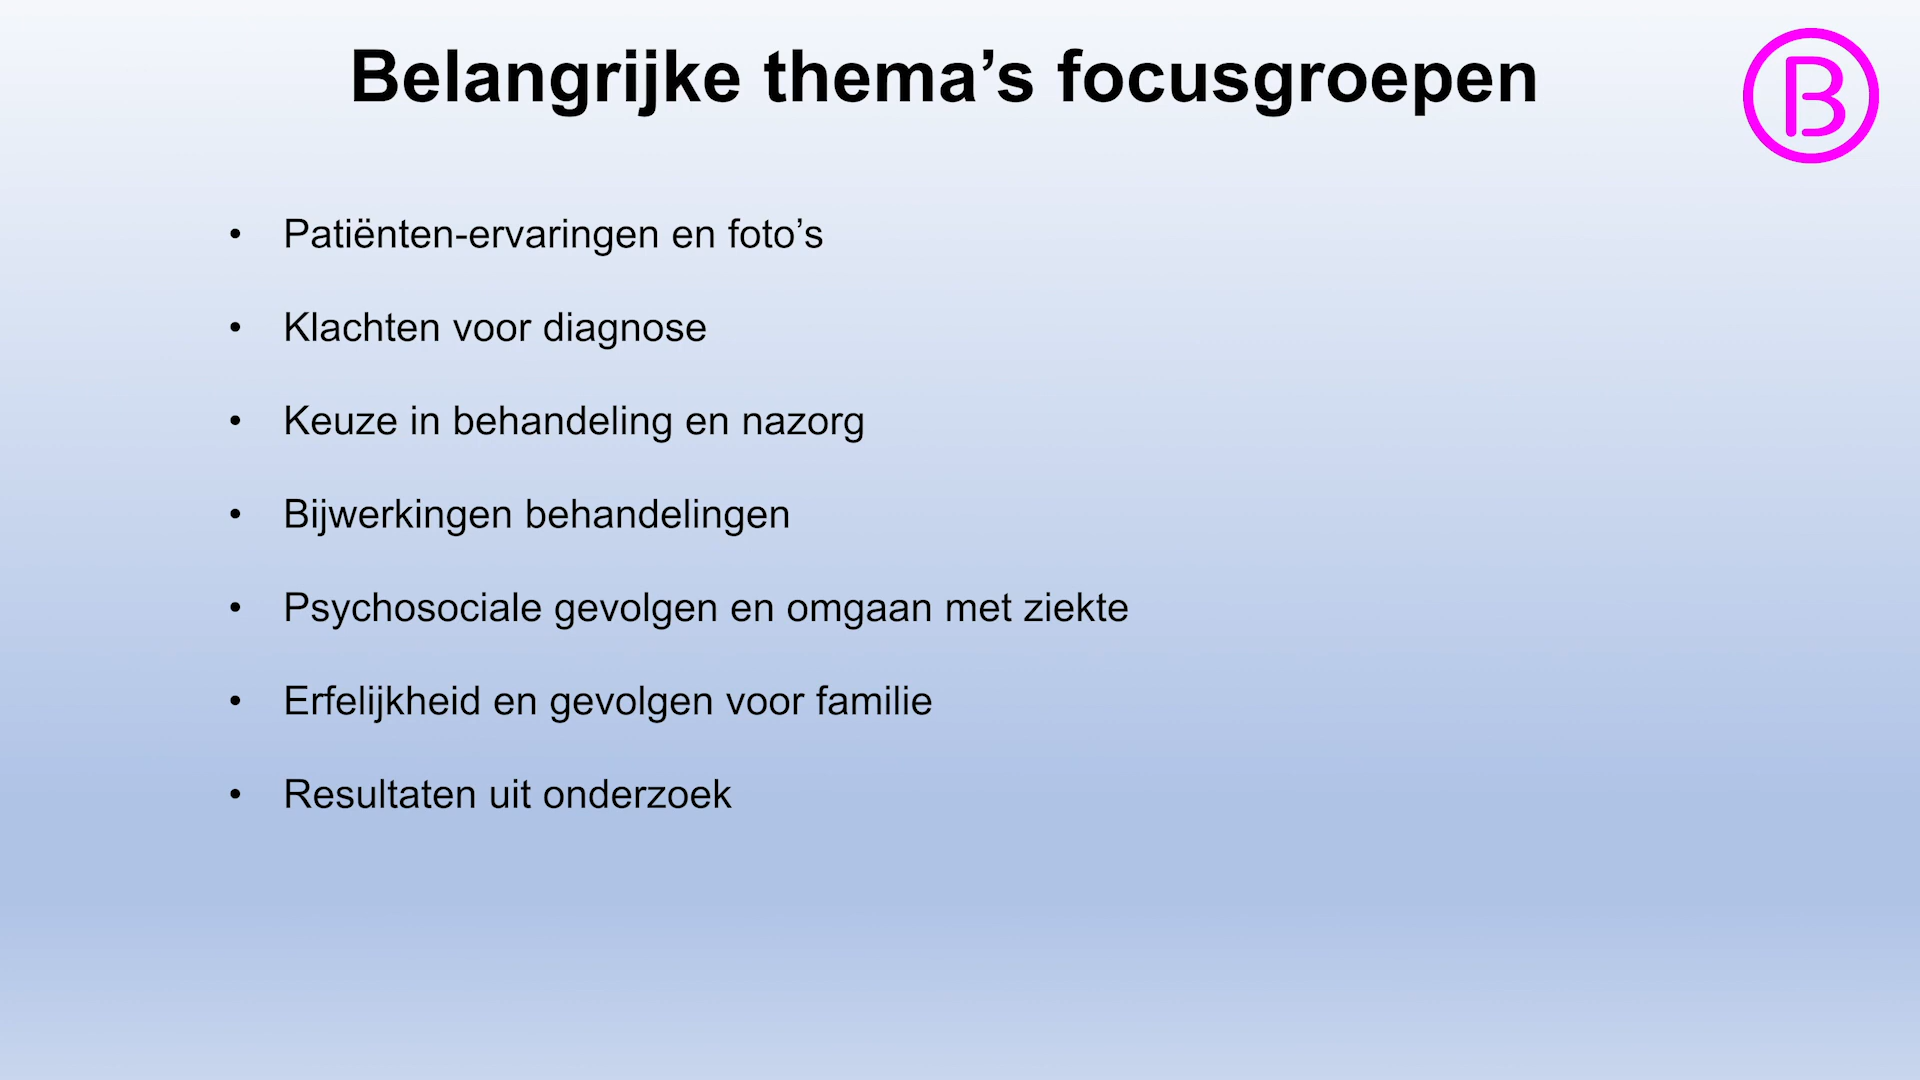 Belangrijke thema’s focusgroepen
B
• Patiënten-ervaringen en foto’s
• Klachten voor diagnose
• Keuze in behandeling en nazorg
• Bijwerkingen behandelingen
• Psychosociale gevolgen en omgaan met ziekte
• Erfelijkheid en gevolgen voor familie
• Resultaten uit onderzoek